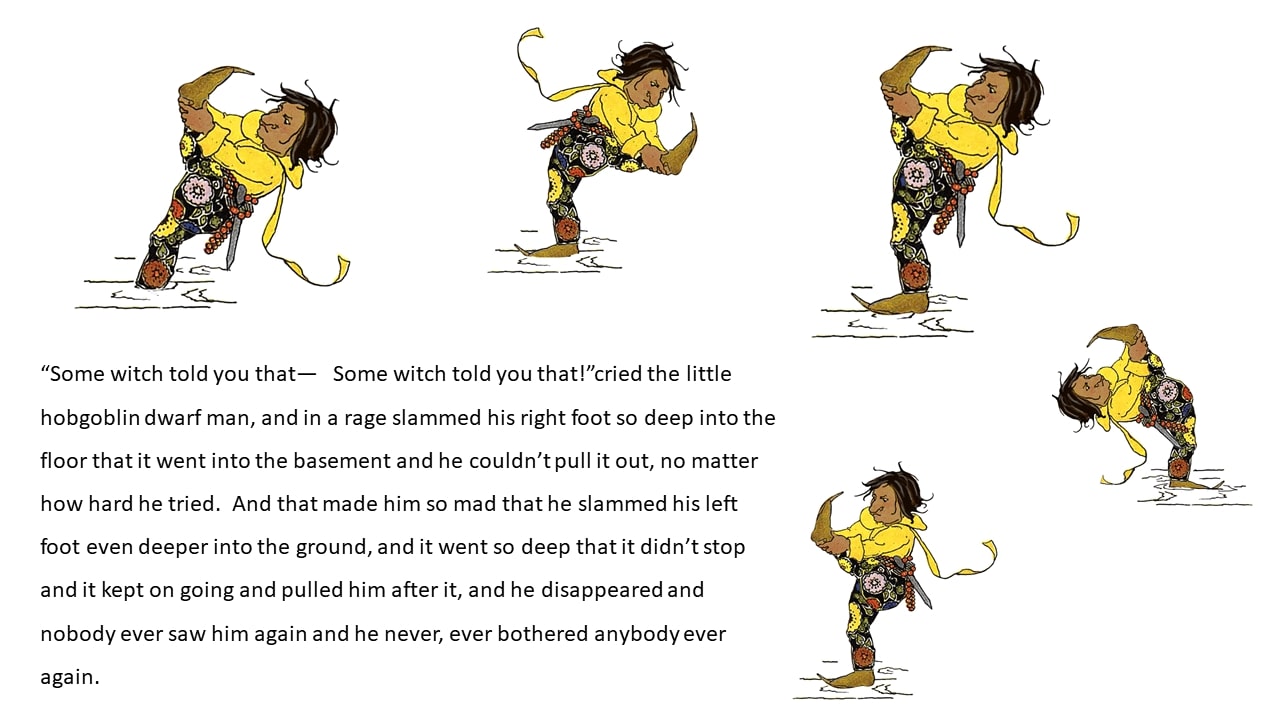 “Some witch told you that—   Some witch told you that!”cried the little
hobgoblin dwarf man, and in a rage slammed his right foot so deep into the
floor that it went into the basement and he couldn’t pull it out, no matter
how hard he tried.  And that made him so mad that he slammed his left
foot even deeper into the ground, and it went so deep that it didn’t stop
and it kept on going and pulled him after it, and he disappeared and
nobody ever saw him again and he never, ever bothered anybody ever
again.